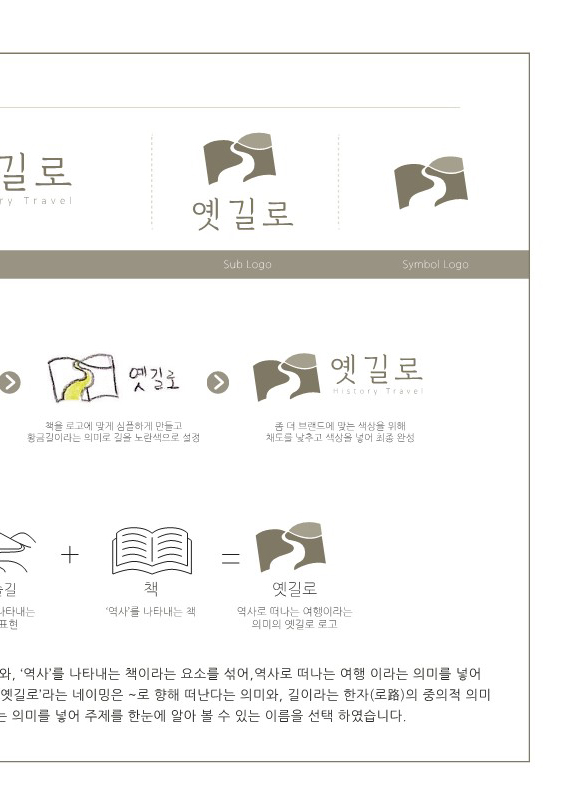 길로
ry Travel
옛길로
Sub Logo
Symbol Logo
옛길로
책을 로고에 맞게 심플하게 만들고
황금길이라는 의미로 길을 노란색으로 설정
옛길로
History Travel
좀 더 브랜드에 맞는 색상을 위해
채도를 낮추고 색상을 넣어 최종 완성
+
=
길
나타내는
표현
책
‘역사’를 나타내는 책
옛길로
역사로 떠나는 여행이라는
의미의 옛길로 로고
와, ‘역사’를 나타내는 책이라는 요소를 섞어,역사로 떠나는 여행 이라는 의미를 넣어
옛길로’라는 네이밍은 ~로 향해 떠난다는 의미와, 길이라는 한자(로路)의 중의적 의미
는 의미를 넣어 주제를 한눈에 알아 볼 수 있는 이름을 선택 하였습니다.